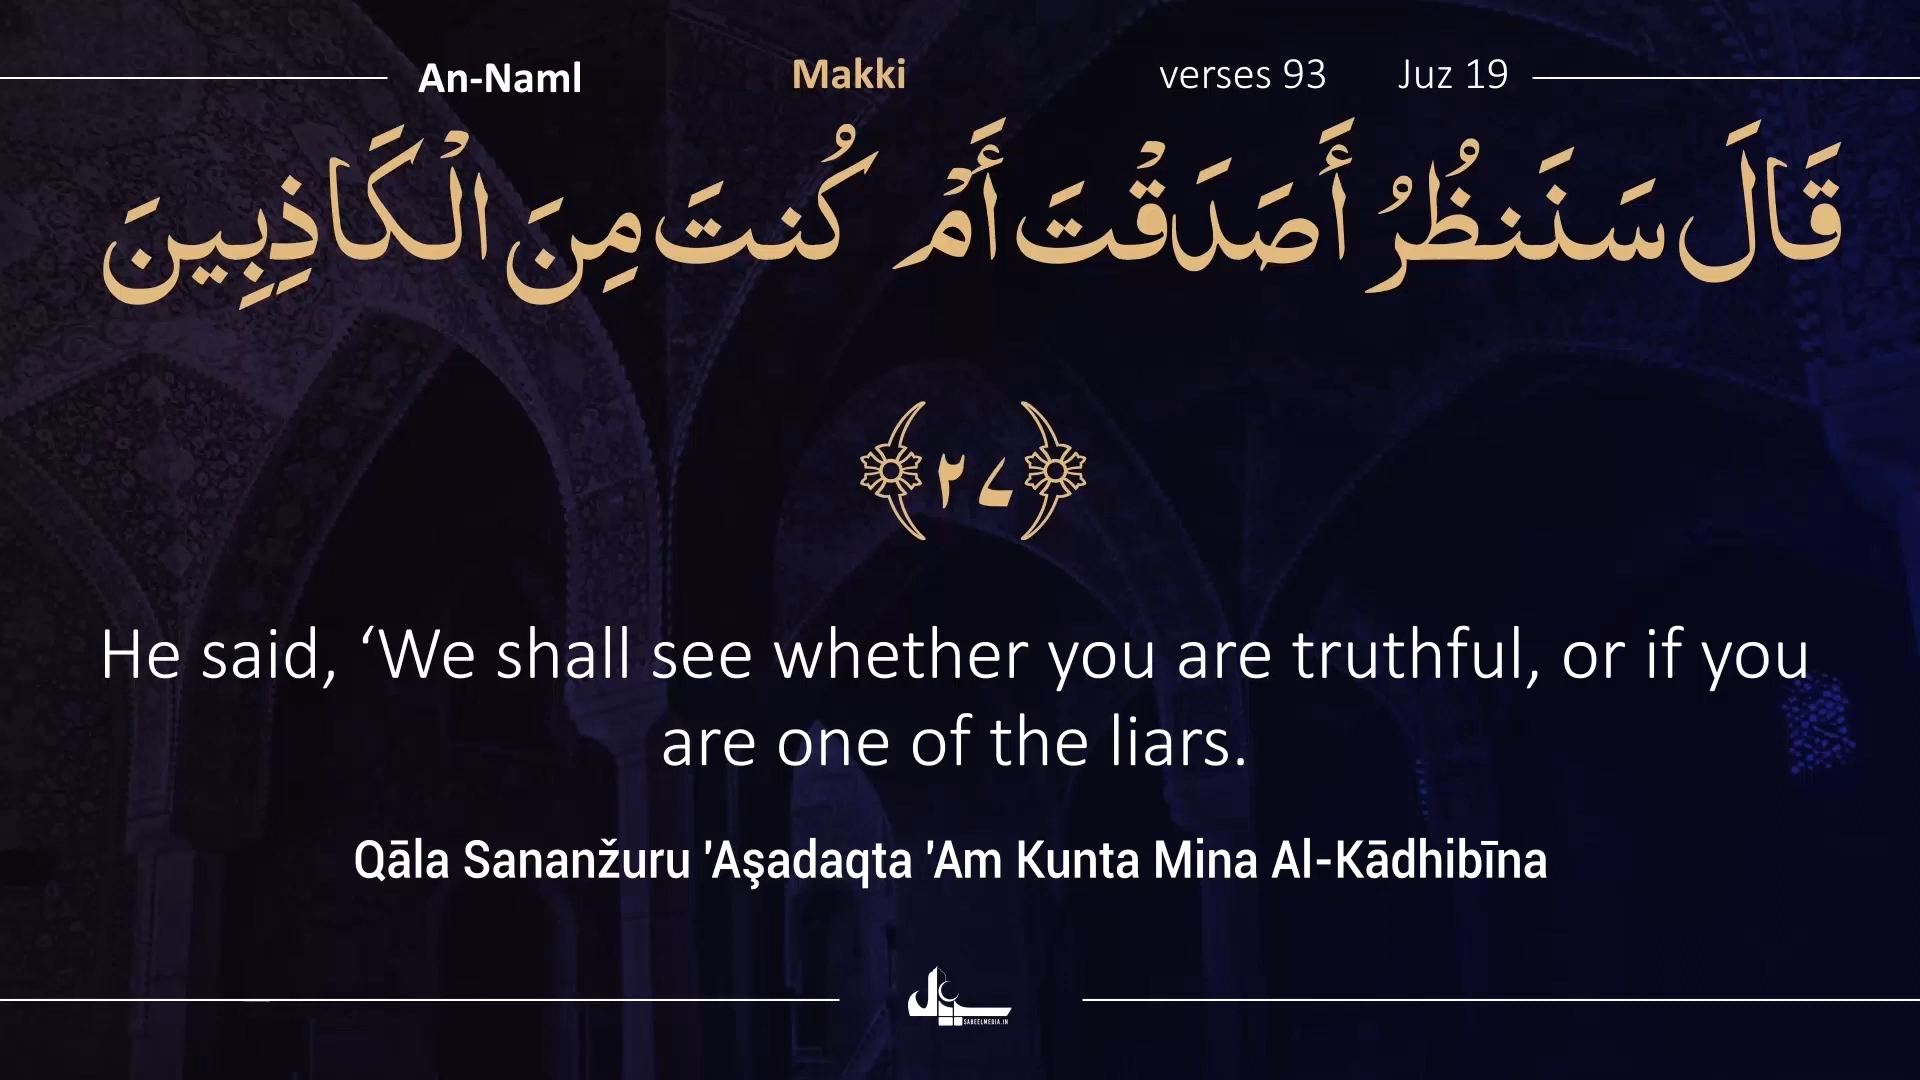 An-Naml Makki verses 93 Juz 19
قَالَ سَنَنظُرُ أَصَدَقْتَ أَمْ كُنتَ مِنَ الْكَاذِبِينَ
﴿٢٧﴾
He said, ‘We shall see whether you are truthful, or if you
are one of the liars.
Qāla Sananžuru 'Aşadaqta 'Am Kunta Mina Al-Kādhibīna
SABEELMEDIA.IN